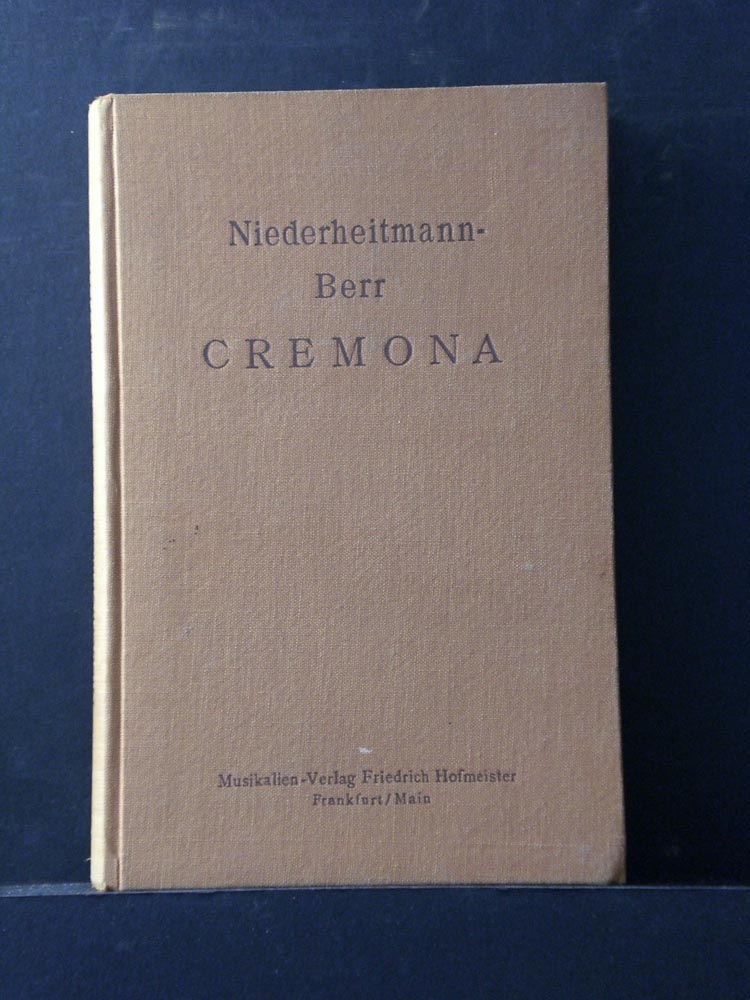 Niederheitmann-
Berr
CREMONA
Musikalien-Verlag Friedrich Hofmeister
Frankfurt/Main